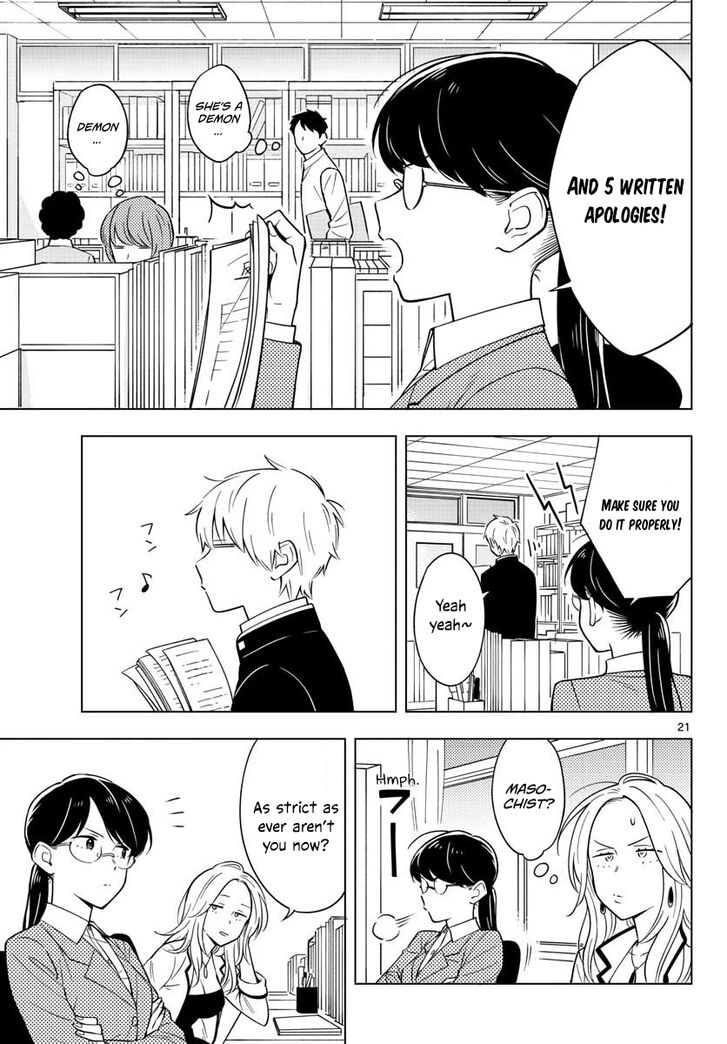 AND 5 WRITTEN
APOLOGIES!
SHE'S A
DEMON
...
DEMON
...
MAKE SURE YOU
DO IT PROPERLY!
Yeah
yeah~
フン
♪
フン
21
MASO-
CHIST?
Hmph.
フー
As strict as
ever aren't
you now?